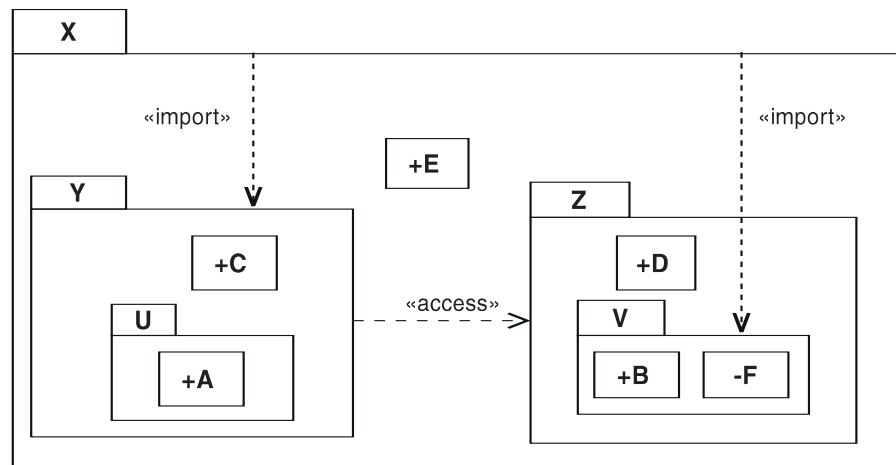 X
«import»
«import»
+E
Y
Z
+C
+D
«access»
U
V
+A
+B
-F